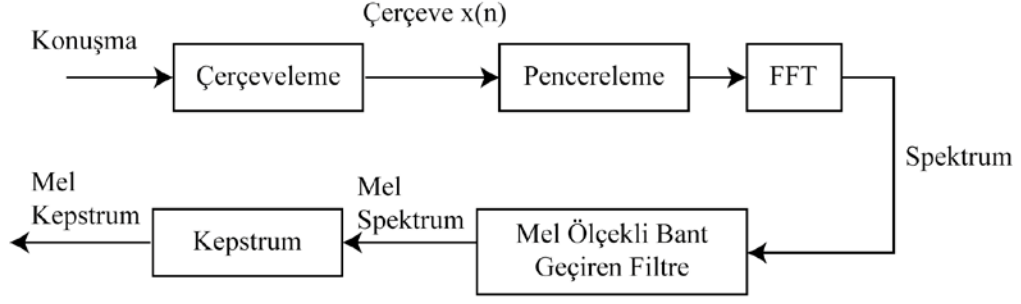 Çerçeve x(n)
Konuşma
Çerçeveleme
Pencereleme
FFT
Spektrum
Mel Ölçekli Bant
Geçiren Filtre
Mel
Spektrum
Kepstrum
Mel
Kepstrum